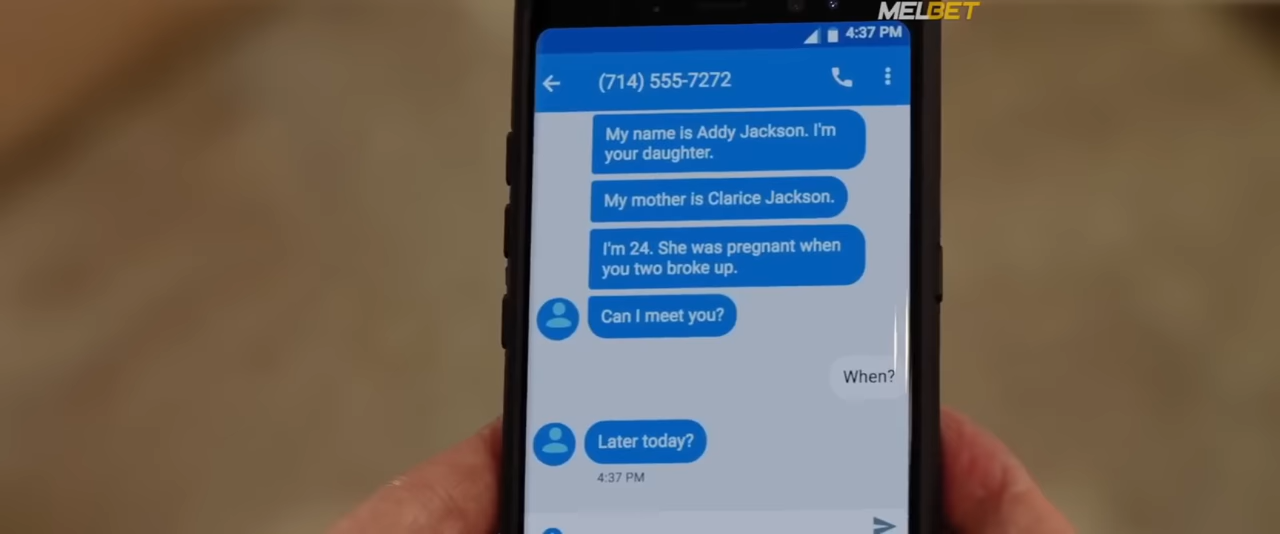 MELBET
4:37 PM
(714) 555-7272
My name is Addy Jackson. I'm
your daughter.
My mother is Clarice Jackson.
I'm 24. She was pregnant when
you two broke up.
Can I meet you?
When?
Later today?
4:37 PM